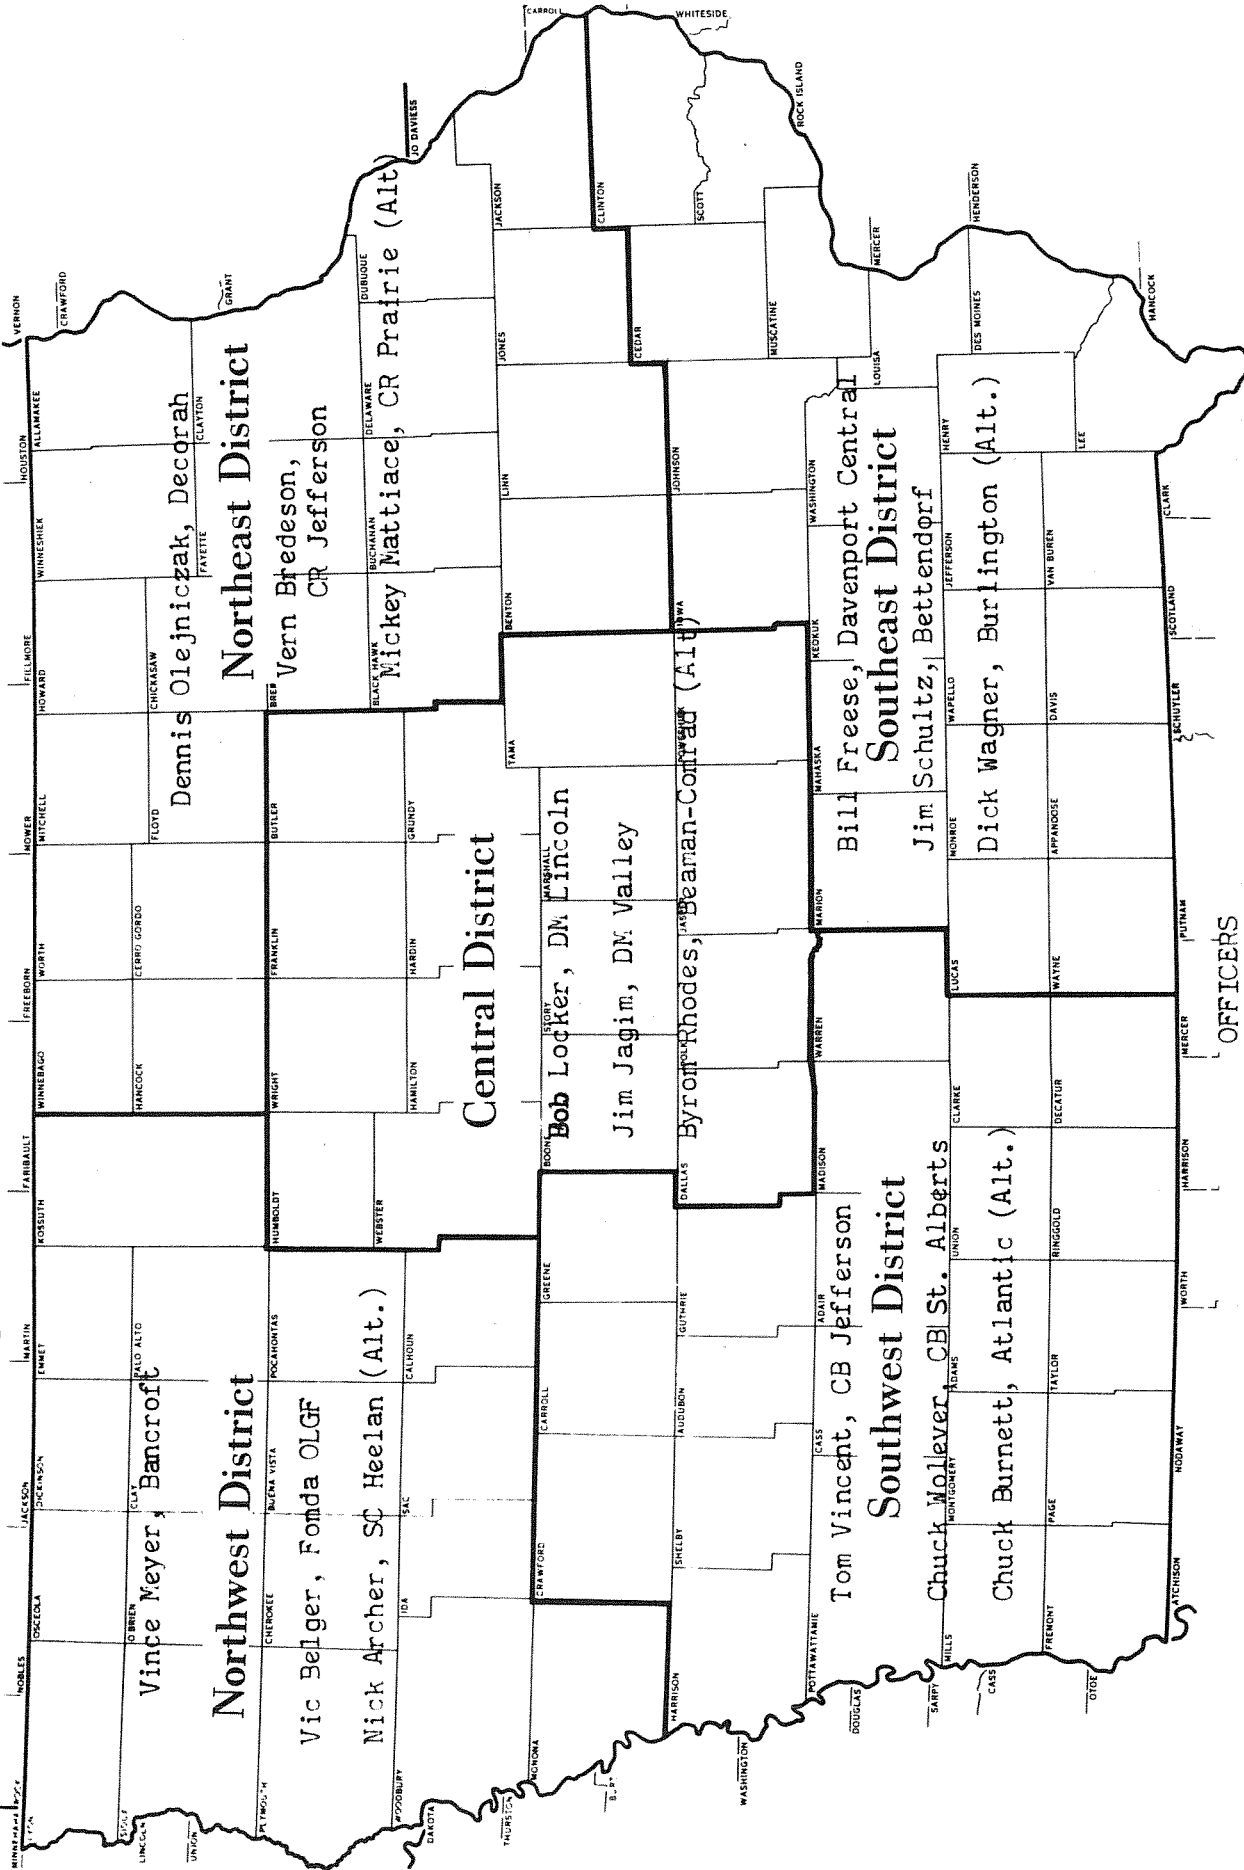 MINNEHAHA
NOBLES
JACKSON
MARTIN
FARIBAULT
FREEBORN
MOWER
FILLMORE
HOUSTON
VERNON
CRAWFORD
GRANT
JO DAVIESS
CARROLL
WHITESIDE
ROCK ISLAND
MERCER
HENDERSON
HANCOCK
OSCEOLA
DICKINSON
EMMET
KOSSUTH
WINNEBAGO
WORTH
MITCHELL
HOWARD
WINNESHIEK
ALLAMAKEE
O'BRIEN
CLAY
PALO ALTO
HANCOCK
CERRO GORDO
FLOYD
CHICKASAW
FAYETTE
CLAYTON
Vince Meyer, Bancroft
Northwest District
Vic Belger, Fonda OLGF
Nick Archer, SC Heelan (Alt.)
Dennis Olejniczak, Decorah
Northeast District
Vern Bredeson,
CR Jefferson
Mickey Mattiace, CR Prairie (Alt)
PLYMOUTH
CHEROKEE
BUENA VISTA
POCAHONTAS
HUMBOLDT
WRIGHT
FRANKLIN
BUTLER
BREM
BLACK HAWK
BUCHANAN
DELAWARE
DUBUQUE
WOODBURY
IDA
SAC
CALHOUN
WEBSTER
HAMILTON
HARDIN
GRUNDY
LINCOLN
UNION
DAKOTA
THURSTON
Central District
Bob Locker, DM Lincoln
Jim Jagim, DM Valley
Byron Rhodes, Beaman-Conrad (Alt)
MONONA
CRAWFORD
CARROLL
GREENE
BOONE
STORY
MARSHALL
TAMA
BENTON
LINN
JONES
JACKSON
HARRISON
SHELBY
AUDUBON
GUTHRIE
DALLAS
POLK
JASPER
POWESHIEK
IOWA
JOHNSON
CEDAR
CLINTON
SCOTT
MUSCATINE
WASHINGTON
DOUGLAS
SARPY
CASS
OTOE
POTTAWATTAMIE
CASS
ADAIR
MADISON
WARREN
MARION
MAHASKA
KEOKUK
WASHINGTON
LOUISA
Tom Vincent, CB Jefferson
Southwest District
Chuck Wollever, CB St. Alberts
Chuck Burnett, Atlantic (Alt.)
Bill Freese, Davenport Central
Southeast District
Jim Schultz, Bettendorf
Dick Wagner, Burlington (Alt.)
MILLS
MONTGOMERY
ADAMS
UNION
CLARKE
LUCAS
MONROE
WAPELLO
JEFFERSON
HENRY
DES MOINES
FREMONT
PAGE
TAYLOR
RINGGOLD
DECATUR
WAYNE
APPANOOSE
DAVIS
VAN BUREN
LEE
ATCHISON
NODAWAY
WORTH
HARRISON
MERCER
PUTNAM
SCHUYLER
SCOTLAND
CLARK
OFFICERS